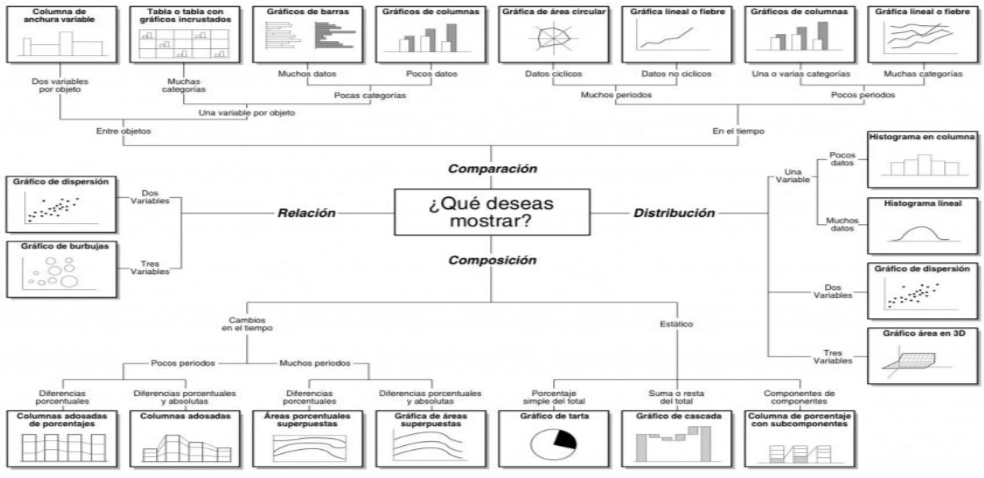 Columna de
anchura variable
Tabla o tabla con
gráficos incrustados
Gráficos de barras
Gráficos de columnas
Gráfica de área circular
Gráfica lineal o fiebre
Gráficos de columnas
Gráfica lineal o fiebre
Dos variables
por objeto
Muchas
categorías
Muchos datos
Pocos datos
Datos cíclicos
Datos no cíclicos
Una o varias categorías
Muchas categorías
Pocas categorías
Muchos periodos
Pocos periodos
Una variable por objeto
Entre objetos
En el tiempo
Comparación
¿Qué deseas
mostrar?
Relación
Distribución
Composición
Gráfico de dispersión
Dos
Variables
Gráfico de burbujas
Tres
Variables
Una
Variable
Pocos
datos
Histograma en columna
Muchos
datos
Histograma lineal
Dos
Variables
Gráfico de dispersión
Tres
Variables
Gráfico área en 3D
Cambios
en el tiempo
Estático
Pocos periodos
Muchos periodos
Diferencias
porcentuales
Diferencias porcentuales
y absolutas
Diferencias
porcentuales
Diferencias porcentuales
y absolutas
Porcentaje
simple del total
Suma o resta
del total
Componentes de
componentes
Columnas adosadas
de porcentajes
Columnas adosadas
Áreas porcentuales
superpuestas
Gráfica de áreas
superpuestas
Gráfico de tarta
Gráfico de cascada
Columna de porcentaje
con subcomponentes